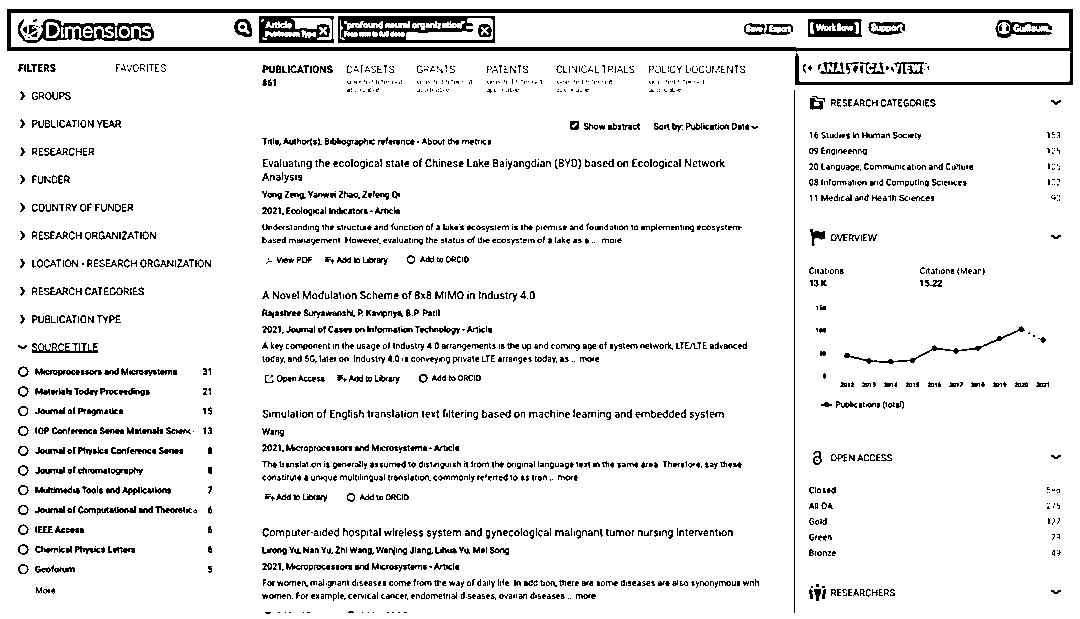 Dimensions
Article
Publication Type
"profound neural organization"
Free text in full data
Save / Export
Workflow
Support
Guillaum.
FILTERS
FAVORITES
GROUPS
PUBLICATION YEAR
RESEARCHER
FUNDER
COUNTRY OF FUNDER
RESEARCH ORGANIZATION
LOCATION - RESEARCH ORGANIZATION
RESEARCH CATEGORIES
PUBLICATION TYPE
SOURCE TITLE
Microprocessors and Microsystems 31
Materials Today Proceedings 21
Journal of Pragmatics 15
IOP Conference Series Materials Scienc 13
Journal of Physics Conference Series 8
Journal of chromatography 8
Multimedia Tools and Applications 7
Journal of Computational and Theoretica 6
IEEE Access 6
Chemical Physics Letters 6
Geoforum 5
More
PUBLICATIONS
861
DATASETS
GRANTS
PATENTS
CLINICAL TRIALS
POLICY DOCUMENTS
Show abstract Sort by: Publication Date
Title, Author(s), Bibliographic reference - About the metrics
Evaluating the ecological state of Chinese Lake Baiyangdian (BYD) based on Ecological Network
Analysis
Yong Zeng, Yanwei Zhao, Zefeng Qi
2021, Ecological Indicators - Article
Understanding the structure and function of a lake's ecosystem is the premise and foundation to implementing ecosystem-
based management. However, evaluating the status of the ecosystem of a lake as a ... more
View PDF Add to Library Add to ORCID
A Novel Modulation Scheme of 8x8 MIMO in Industry 4.0
Rajashree Suryawanshi, P. Kavipriya, B.P. Patil
2021, Journal of Cases on Information Technology - Article
A key component in the usage of Industry 4.0 arrangements is the up and coming age of system network, LTE/LTE advanced
today, and 5G, later on. Industry 4.0 is conveying private LTE arranges today, as ... more
Open Access Add to Library Add to ORCID
Simulation of English translation text filtering based on machine learning and embedded system
Wang
2021, Microprocessors and Microsystems - Article
The translation is generally assumed to distinguish it from the original language text in the same area. Therefore, say these
constitute a unique multilingual translation, commonly referred to as tran ... more
Add to Library Add to ORCID
Computer-aided hospital wireless system and gynecological malignant tumor nursing intervention
Lirong Yu, Nan Yu, Zhi Wang, Wanjing Jiang, Lihua Yu, Mei Song
2021, Microprocessors and Microsystems - Article
For women, malignant diseases come from the way of daily life. In addition, there are some diseases are also synonymous with
women. For example, cervical cancer, endometrial diseases, ovarian diseases ... more
ANALYTICAL VIEWS
RESEARCH CATEGORIES
16 Studies in Human Society 153
09 Engineering
20 Language, Communication and Culture
08 Information and Computing Sciences
11 Medical and Health Sciences 90
OVERVIEW
Citations
13 K
Citations (Mean)
15.22
150
100
50
0
2012 2013 2014 2015 2016 2017 2018 2019 2020 2021
Publications (total)
OPEN ACCESS
Closed
All OA
Gold
Green
Bronze 49
RESEARCHERS